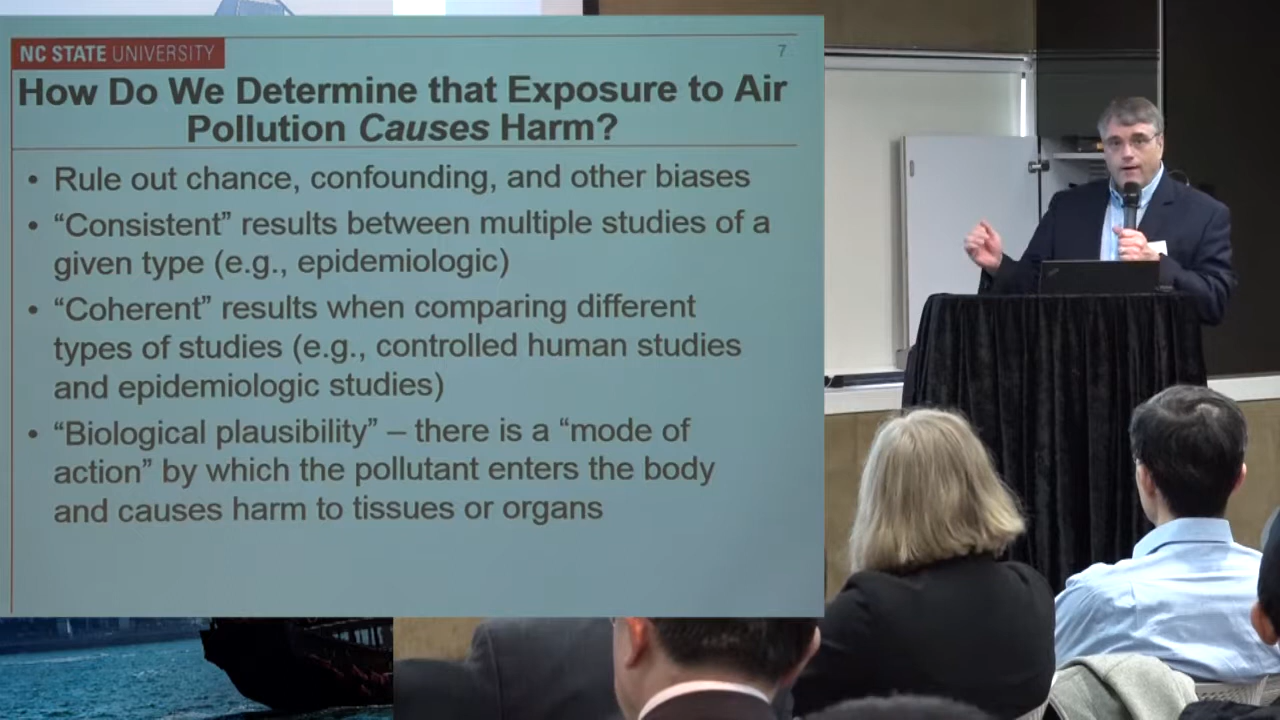 NC STATE UNIVERSITY
7
How Do We Determine that Exposure to Air
Pollution Causes Harm?
• Rule out chance, confounding, and other biases
• “Consistent” results between multiple studies of a
given type (e.g., epidemiologic)
• “Coherent” results when comparing different
types of studies (e.g., controlled human studies
and epidemiologic studies)
• “Biological plausibility” – there is a “mode of
action” by which the pollutant enters the body
and causes harm to tissues or organs